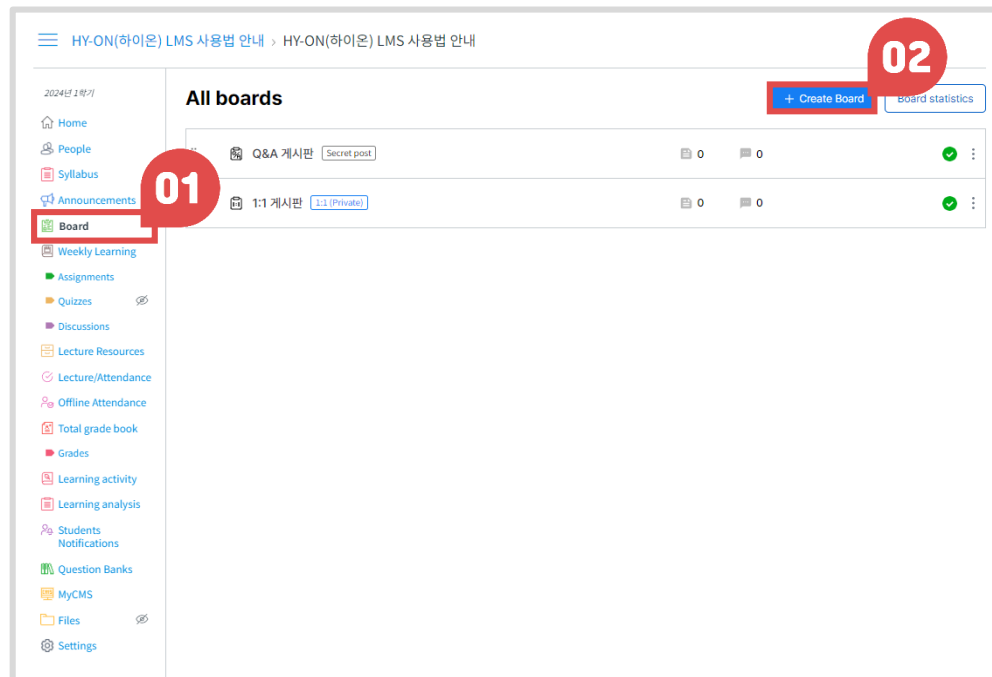 HY-ON(하이온) LMS 사용법 안내 › HY-ON(하이온) LMS 사용법 안내
02
2024년 1학기
All boards
+ Create Board
Board statistics
Home
People
Syllabus
Announcements
01
Board
Weekly Learning
Assignments
Quizzes
Discussions
Lecture Resources
Lecture/Attendance
Offline Attendance
Total grade book
Grades
Learning activity
Learning analysis
Students
Notifications
Question Banks
MyCMS
Files
Settings
Q&A 게시판 Secret post 0 0
1:1 게시판 1:1 (Private) 0 0